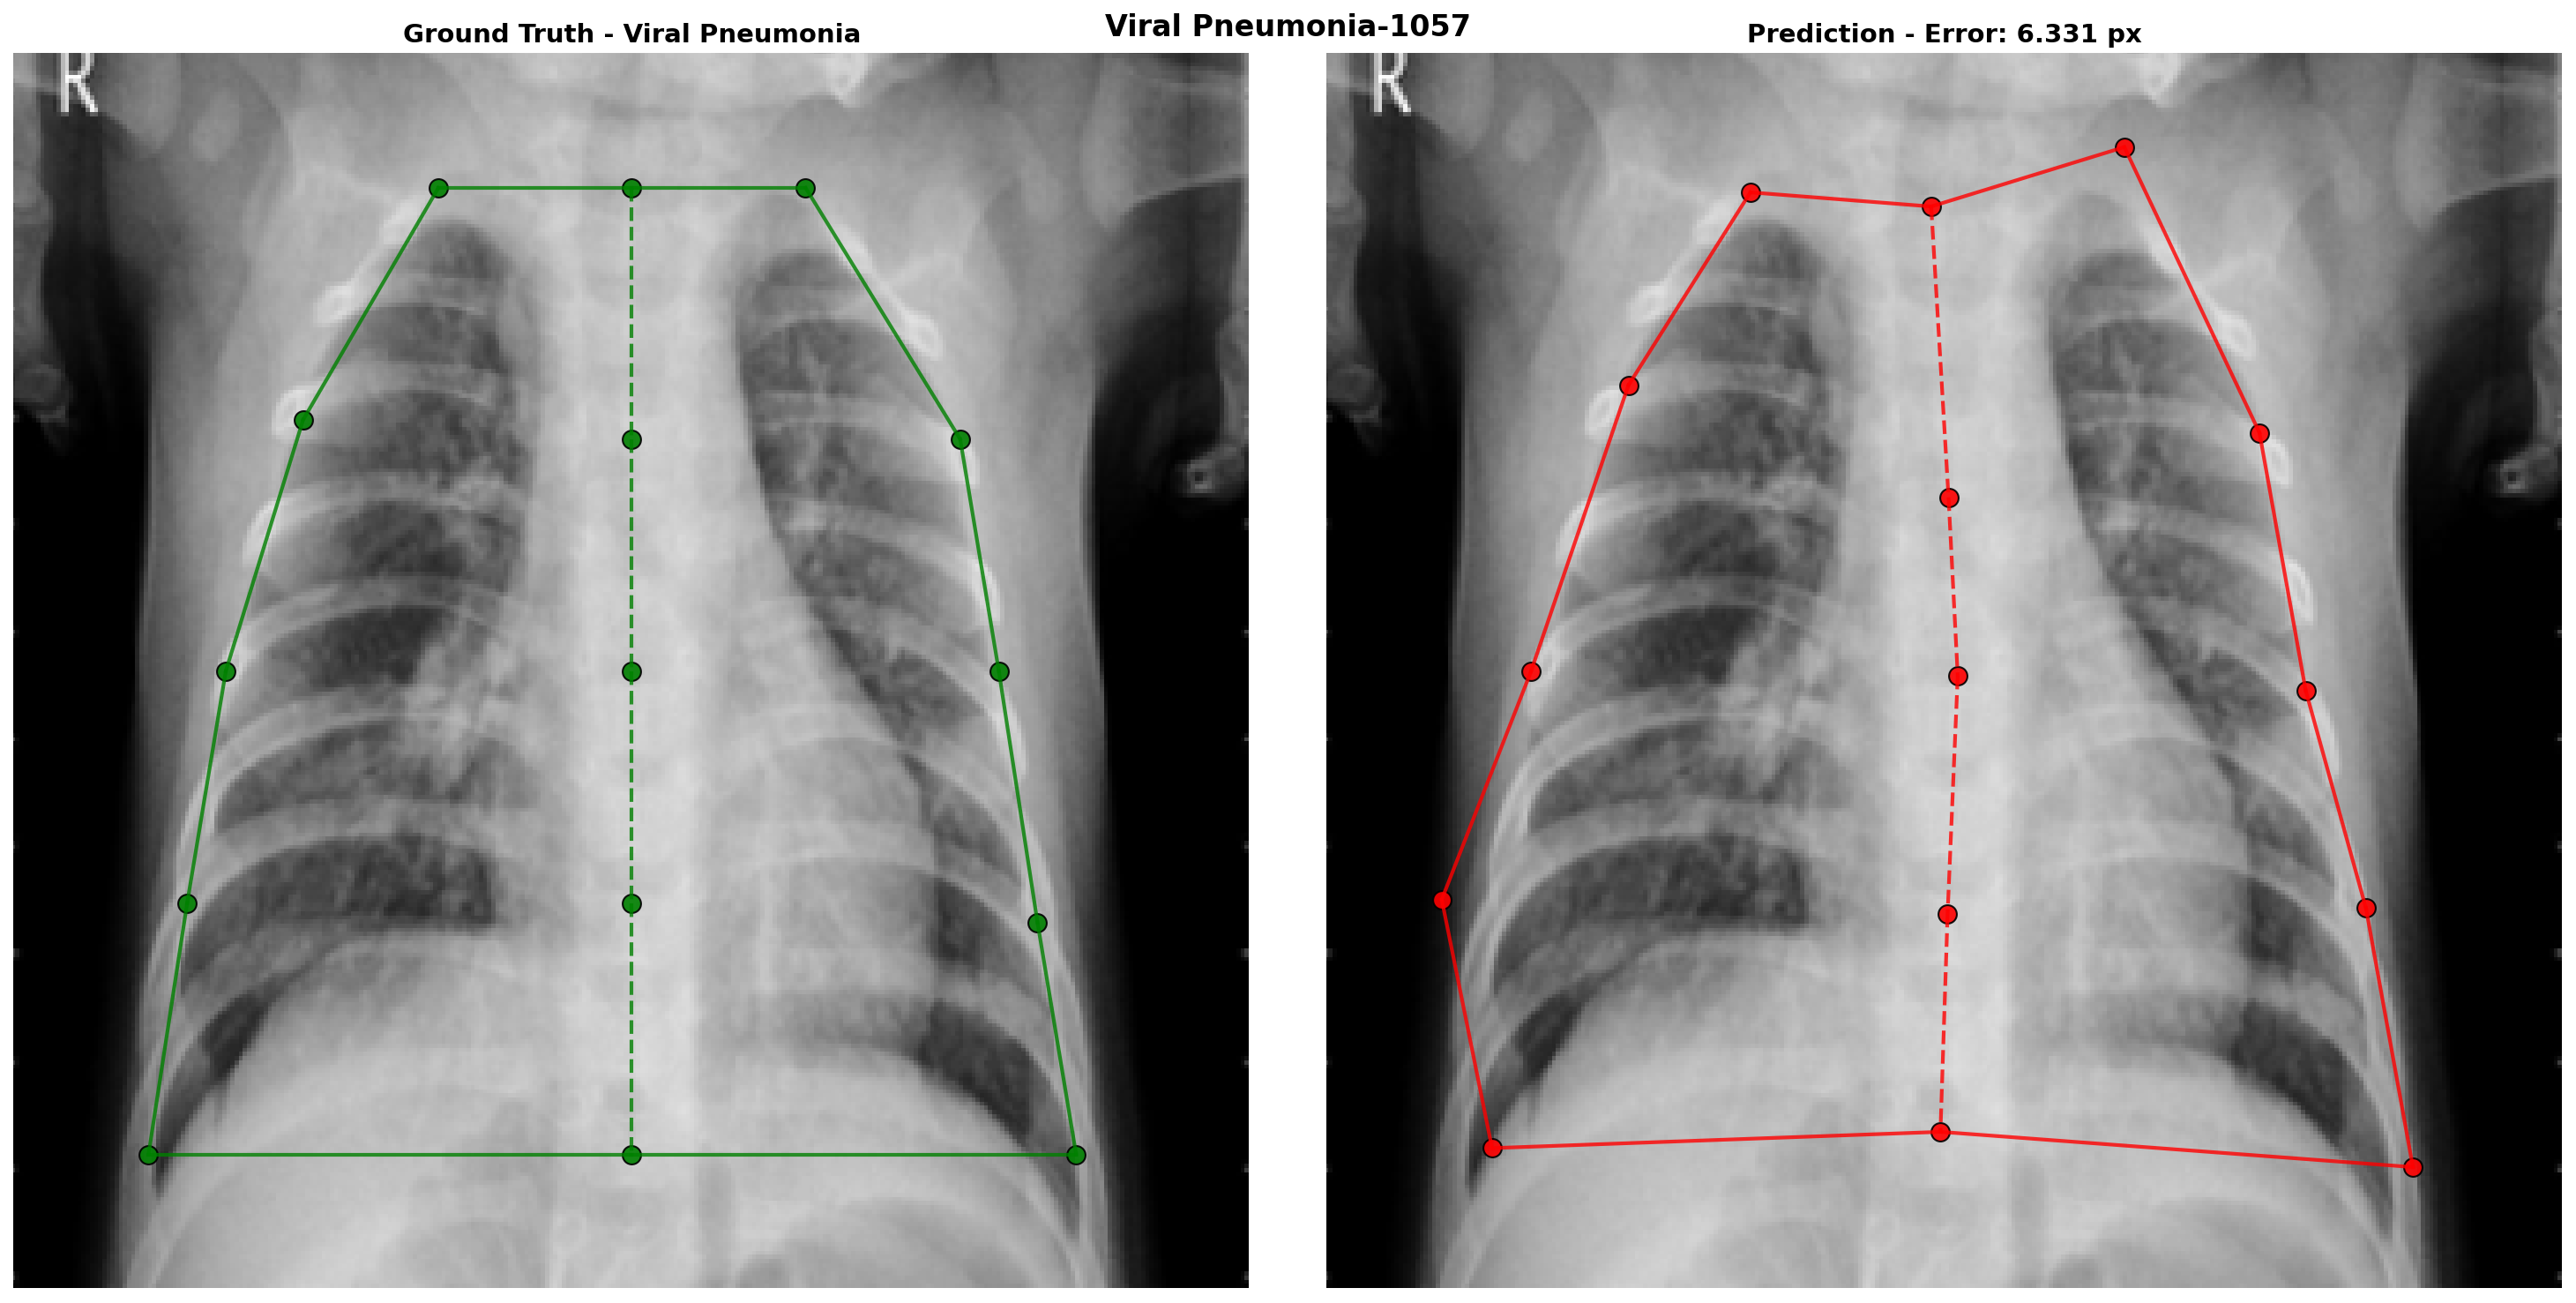 Viral Pneumonia-1057
Ground Truth - Viral Pneumonia
Prediction - Error: 6.331 px
R
R